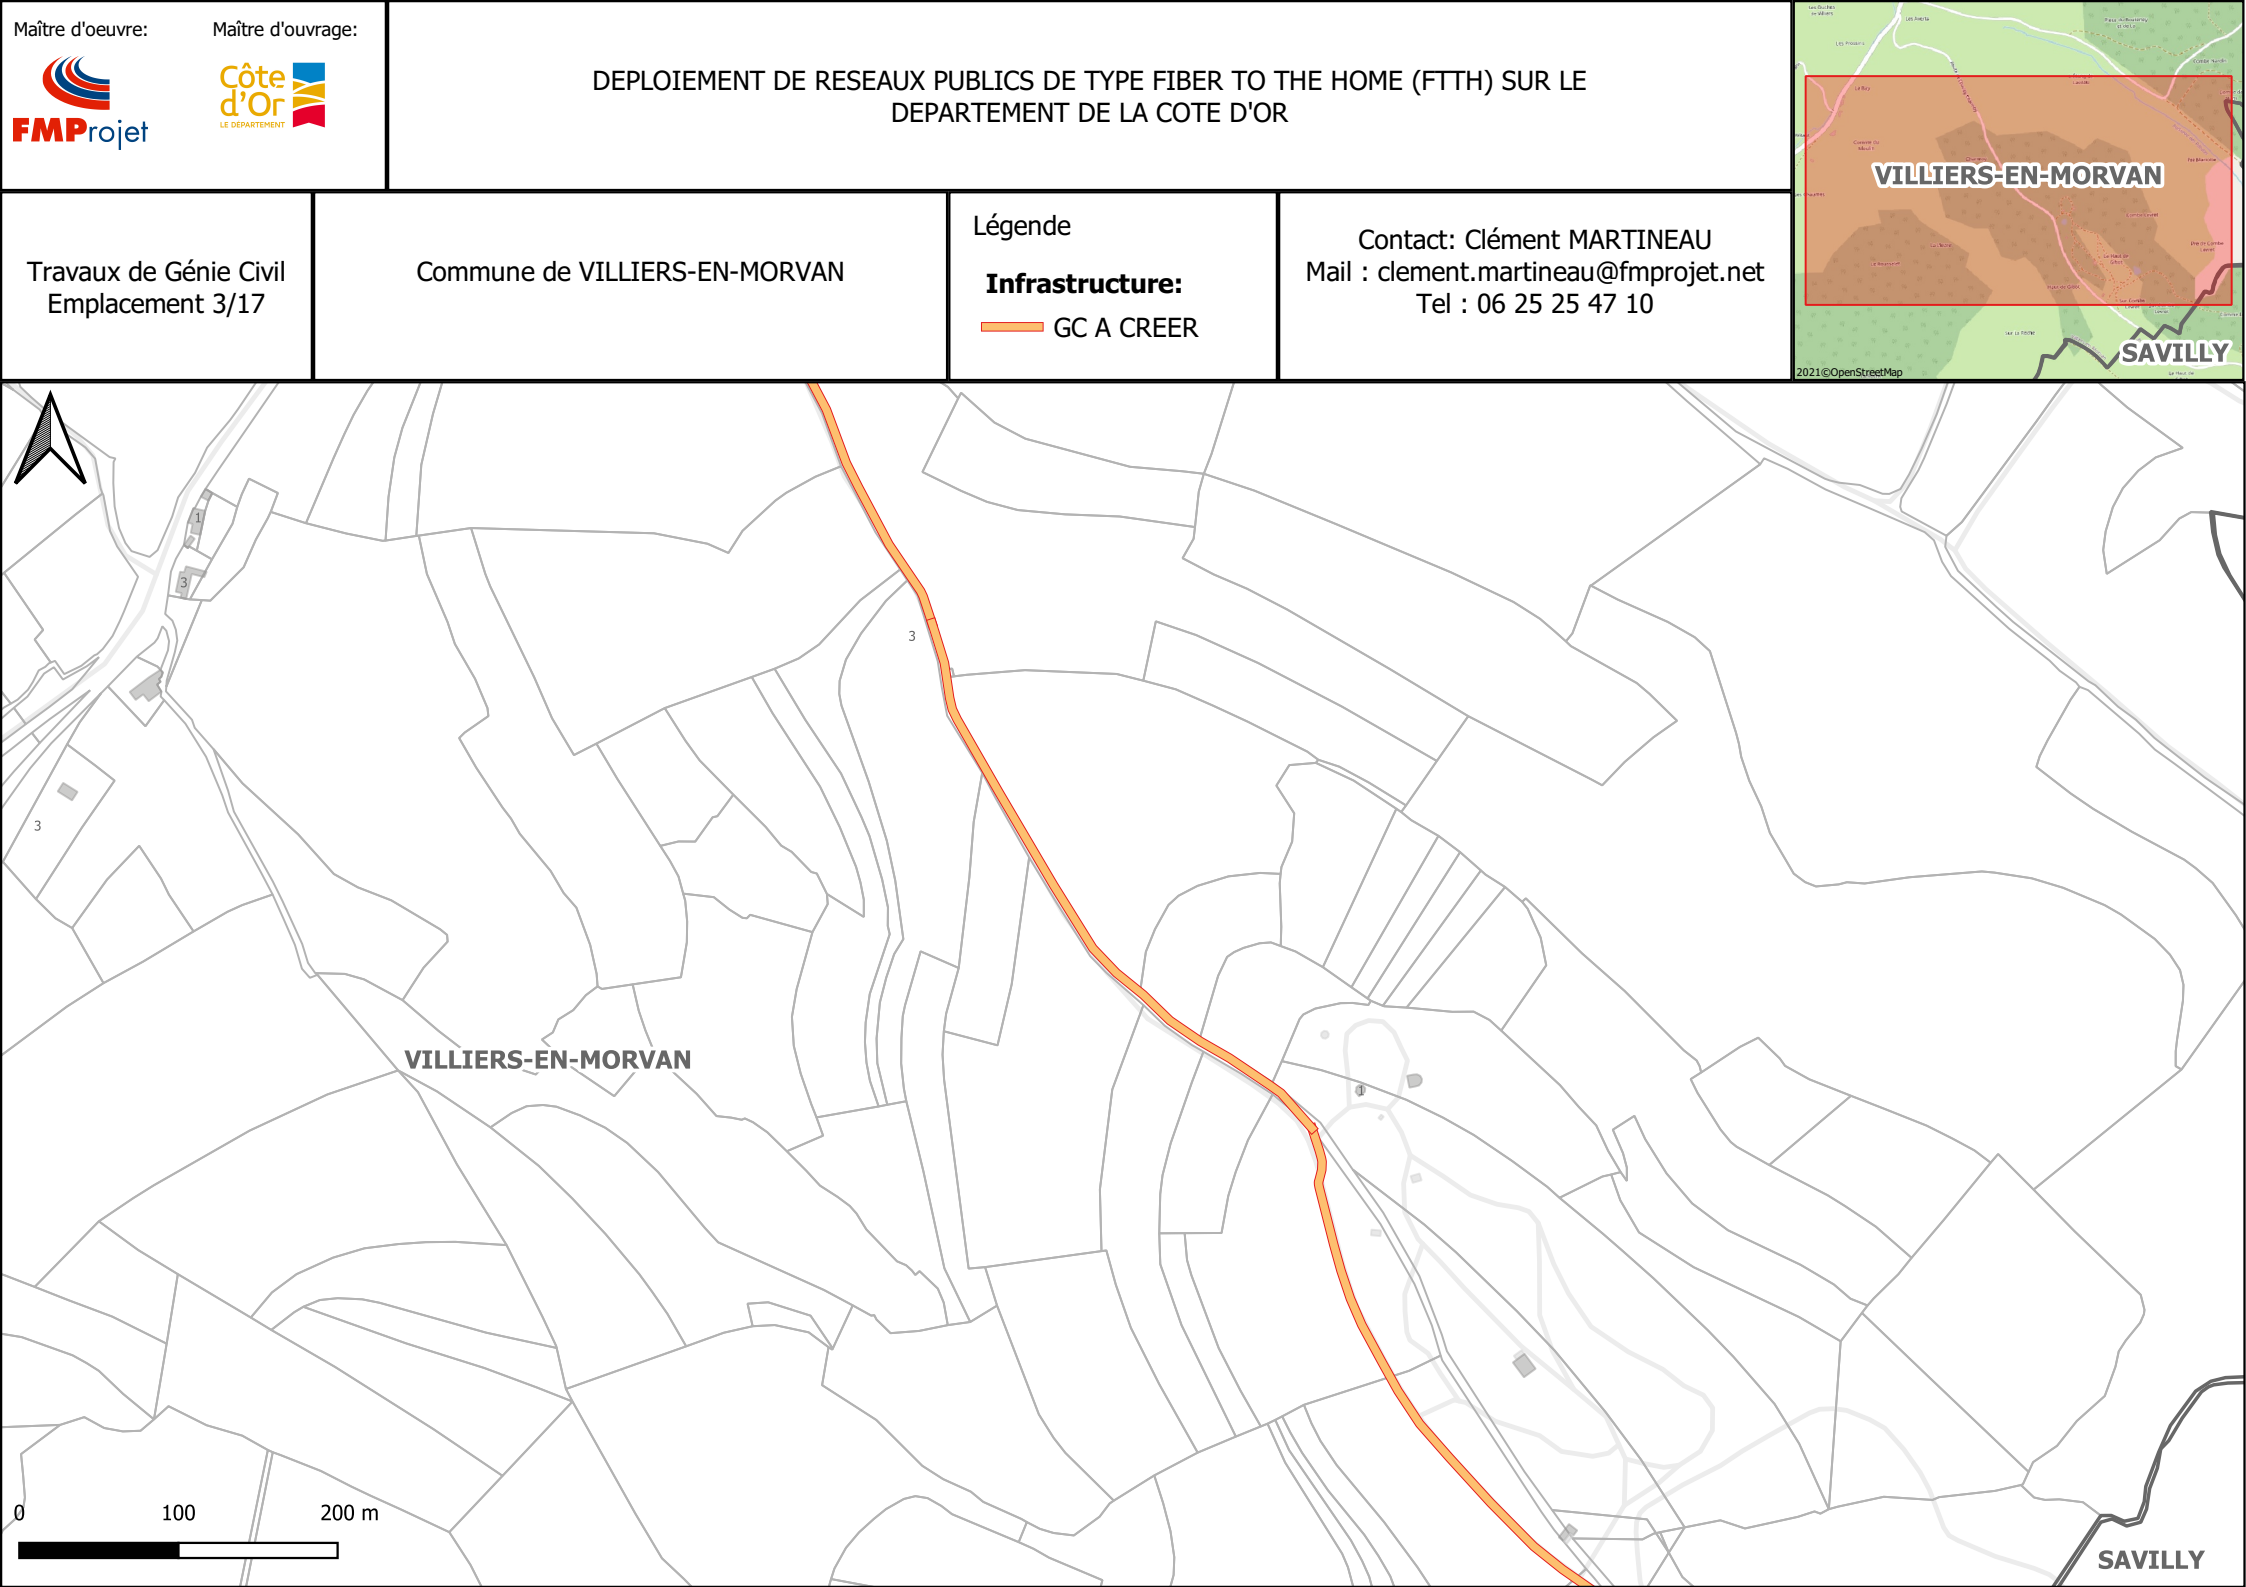 Maître d'oeuvre:
Maître d'ouvrage:
FMProjet
Côte
d'Or
LE DÉPARTEMENT
DEPLOIEMENT DE RESEAUX PUBLICS DE TYPE FIBER TO THE HOME (FTTH) SUR LE
DEPARTEMENT DE LA COTE D'OR
Travaux de Génie Civil
Emplacement 3/17
Commune de VILLIERS-EN-MORVAN
Légende
Infrastructure:
GC A CREER
Contact: Clément MARTINEAU
Mail : clement.martineau@fmprojet.net
Tel : 06 25 25 47 10
VILLIERS-EN-MORVAN
SAVILLY
2021©OpenStreetMap
1
3
3
3
1
VILLIERS-EN-MORVAN
SAVILLY
0 100 200 m